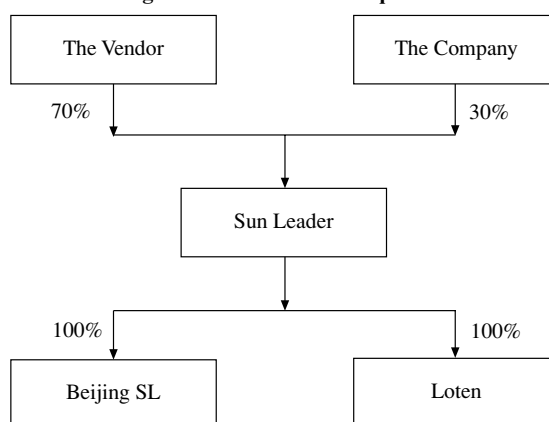 The Vendor
The Company
70%
30%
Sun Leader
100%
100%
Beijing SL
Loten